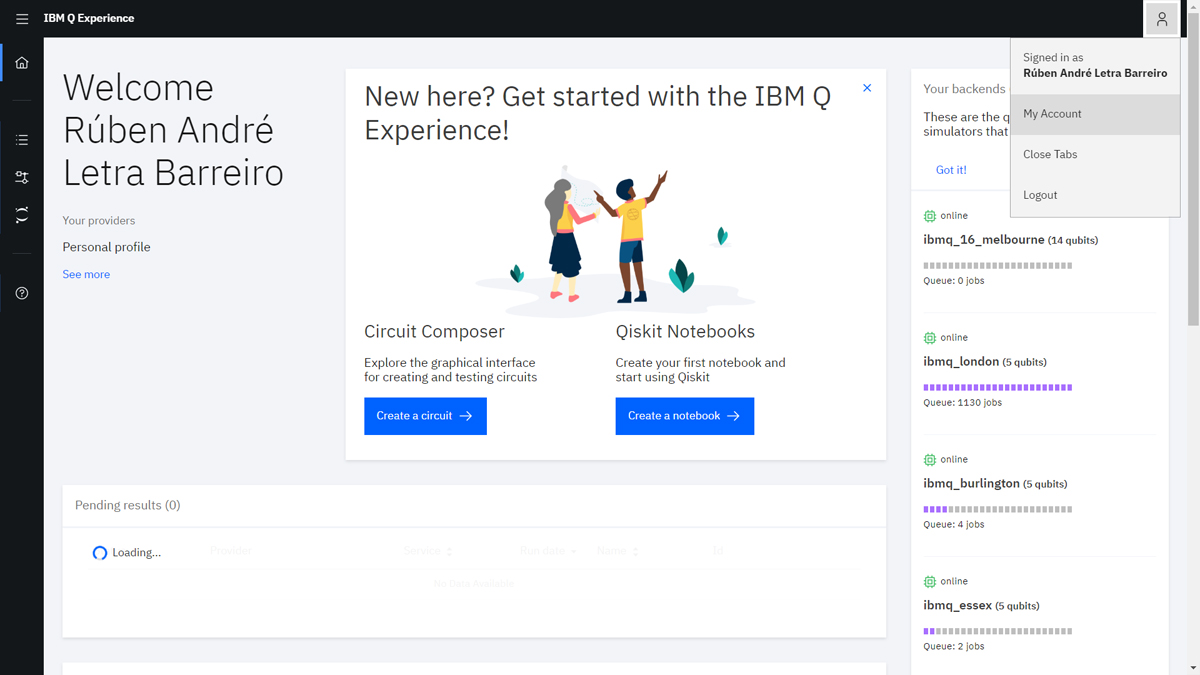 IBM Q Experience
Signed in as
Rúben André Letra Barreiro
My Account
Close Tabs
Logout
Welcome
Rúben André
Letra Barreiro
Your providers
Personal profile
See more
New here? Get started with the IBM Q
Experience!
Circuit Composer
Explore the graphical interface
for creating and testing circuits
Create a circuit
Qiskit Notebooks
Create your first notebook and
start using Qiskit
Create a notebook
Pending results (0)
Loading...
Provider
Service
Run date
Name
Id
No Data Available
Your backends
These are the q
simulators that
Got it!
online
ibmq_16_melbourne (14 qubits)
Queue: 0 jobs
online
ibmq_london (5 qubits)
Queue: 1130 jobs
online
ibmq_burlington (5 qubits)
Queue: 4 jobs
online
ibmq_essex (5 qubits)
Queue: 2 jobs